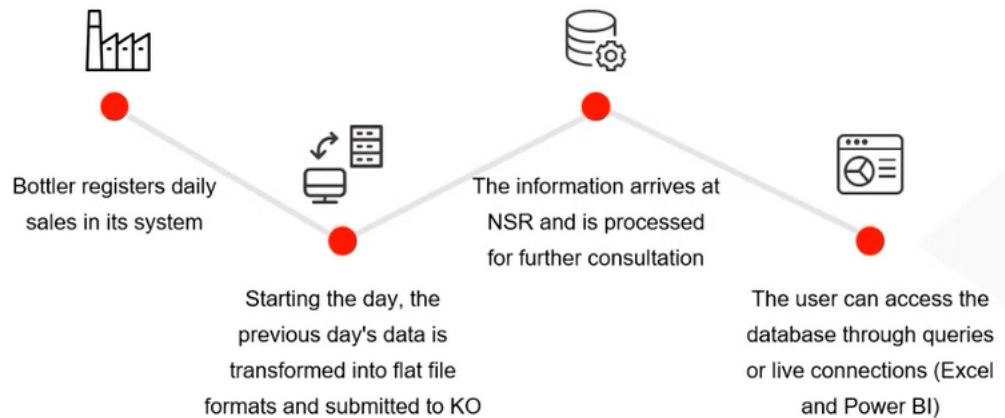 Bottler registers daily
sales in its system
Starting the day, the
previous day's data is
transformed into flat file
formats and submitted to KO
The information arrives at
NSR and is processed
for further consultation
The user can access the
database through queries
or live connections (Excel
and Power BI)